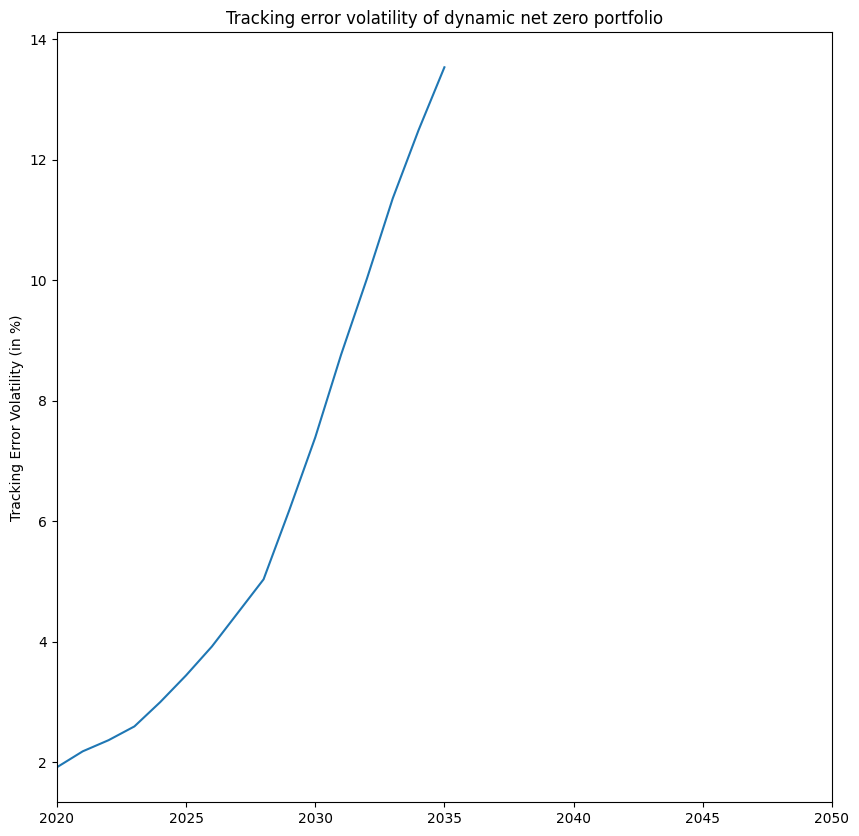 Tracking error volatility of dynamic net zero portfolio
14
12
10
8
6
4
2
Tracking Error Volatility (in %)
2020 2025 2030 2035 2040 2045 2050